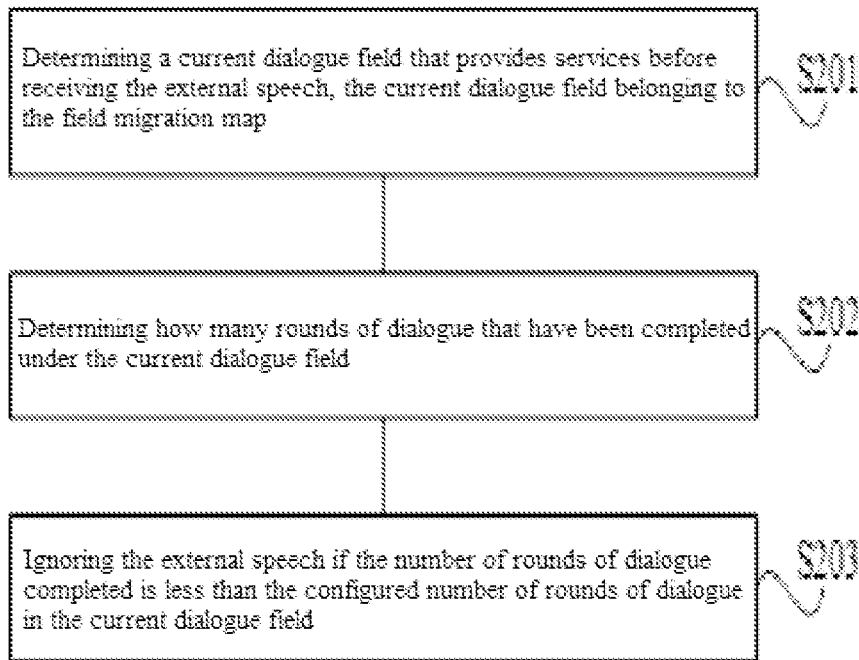 Determining a current dialogue field that provides services before
receiving the external speech, the current dialogue field belonging to
the field migration map
S201
Determining how many rounds of dialogue that have been completed
under the current dialogue field
S202
Ignoring the external speech if the number of rounds of dialogue
completed is less than the configured number of rounds of dialogue
in the current dialogue field
S203